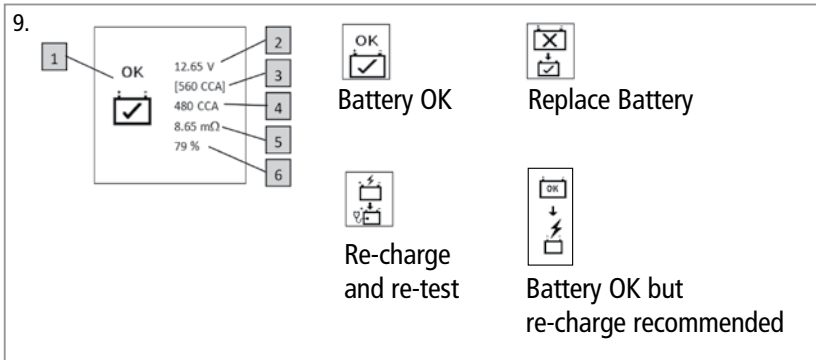 9.
1
OK
12.65 V
[560 CCA]
480 CCA
8.65 mΩ
79 %
2
3
4
5
6
OK
Battery OK
Replace Battery
Re-charge
and re-test
OK
Battery OK but
re-charge recommended